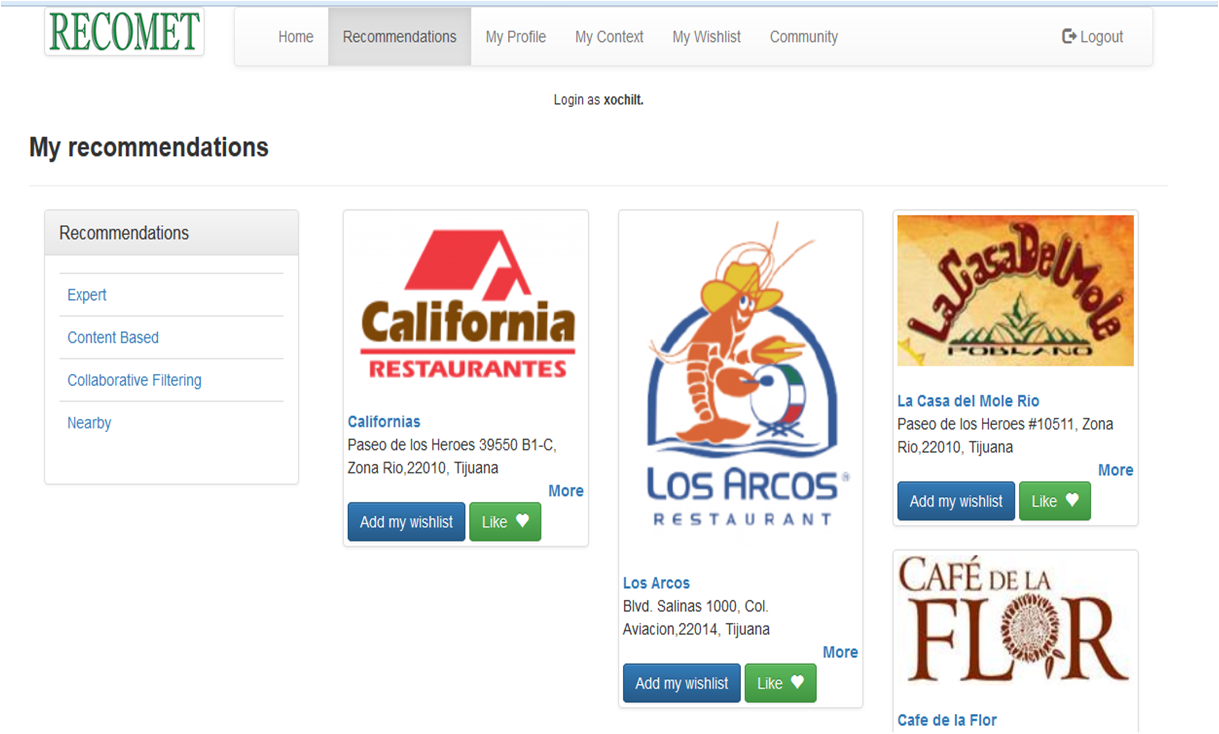 RECOMET
Home
Recommendations
My Profile
My Context
My Wishlist
Community
Logout
Login as xochilt.
My recommendations
Recommendations
Expert
Content Based
Collaborative Filtering
Nearby
California
RESTAURANTES
Californias
Paseo de los Heroes 39550 B1-C,
Zona Rio,22010, Tijuana
More
Add my wishlist
Like
LOS ARCOS®
RESTAURANT
Los Arcos
Blvd. Salinas 1000, Col.
Aviacion,22014, Tijuana
More
Add my wishlist
Like
La Casa Del Mole
POBLANO
La Casa del Mole Rio
Paseo de los Heroes #10511, Zona
Rio,22010, Tijuana
More
Add my wishlist
Like
CAFÉ DE LA
FLOR
Cafe de la Flor